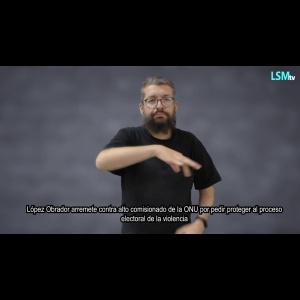 LSMtv
López Obrador arremete contra alto comisionado de la ONU por pedir proteger al proceso
electoral de la violencia